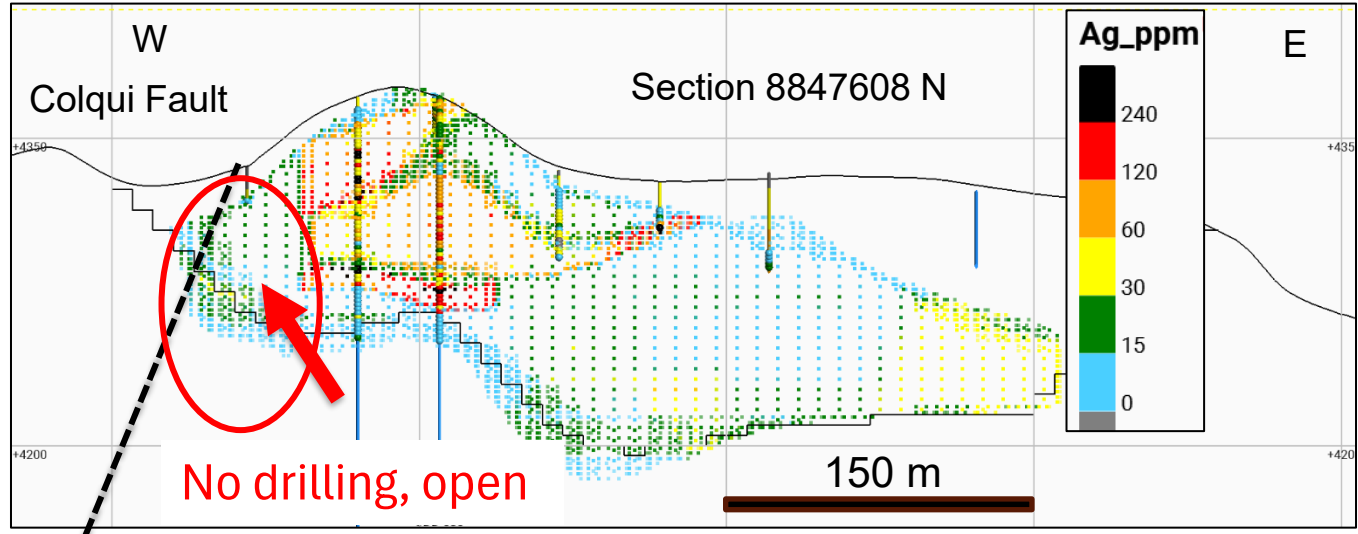 W
E
Colqui Fault
Section 8847608 N
Ag_ppm
240
120
60
30
15
0
+4350
+435
+4200
+420
No drilling, open
150 m